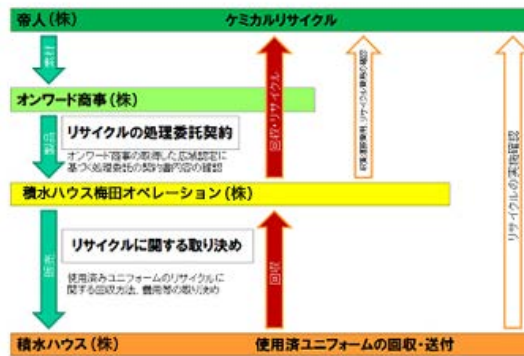 帝人(株)
ケミカルリサイクル
素材
オンワード商事(株)
製品
リサイクルの処理委託契約
オンワード商事の取得した広域認定に
基づく処理委託の契約書内容の確認
回収・リサイクル
積水ハウス梅田オペレーション(株)
リサイクルに関する取り決め
使用済みユニフォームのリサイクルに
関する回収方法、費用等の取り決め
販売
回収
リサイクルの実施確認
積水ハウス(株)
使用済ユニフォームの回収・送付